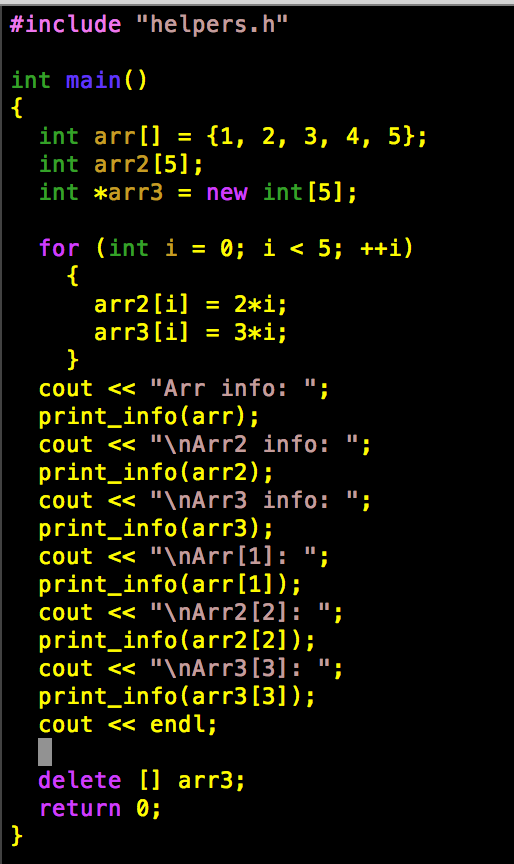 #include "helpers.h"

int main()
{
  int arr[] = {1, 2, 3, 4, 5};
  int arr2[5];
  int *arr3 = new int[5];

  for (int i = 0; i < 5; ++i)
    {
      arr2[i] = 2*i;
      arr3[i] = 3*i;
    }
  cout << "Arr info: ";
  print_info(arr);
  cout << "\nArr2 info: ";
  print_info(arr2);
  cout << "\nArr3 info: ";
  print_info(arr3);
  cout << "\nArr[1]: ";
  print_info(arr[1]);
  cout << "\nArr2[2]: ";
  print_info(arr2[2]);
  cout << "\nArr3[3]: ";
  print_info(arr3[3]);
  cout << endl;

  delete [] arr3;
  return 0;
}